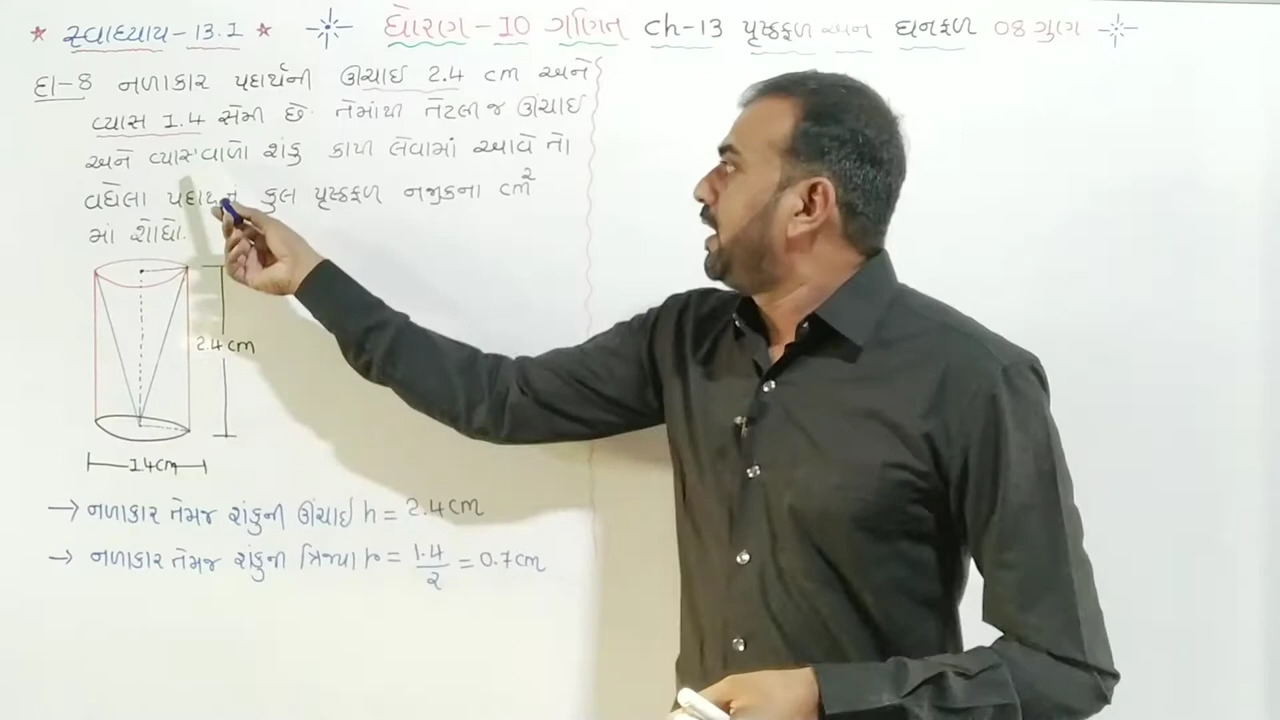 ★ સ્વાધ્યાય-13.1 ★ ધોરણ-10 ગણિત ch-13 પૃષ્ઠફળ અને ઘનફળ 08 ગુણ
દા-8 નળાકાર પદાર્થની ઊંચાઈ 2.4 cm અને
વ્યાસ 1.4 સેમી છે. તેમાંથી તેટલી જ ઊંચાઈ
અને વ્યાસવાળો શંકુ કાપી લેવામાં આવે તો
વધેલા પદાર્થનું કુલ પૃષ્ઠફળ નજીકના cm²
માં શોધો.
2.4 cm
1.4cm
→ નળાકાર તેમજ શંકુની ઊંચાઈ h = 2.4cm
→ નળાકાર તેમજ શંકુની ત્રિજ્યા r = 1.4/2 = 0.7cm